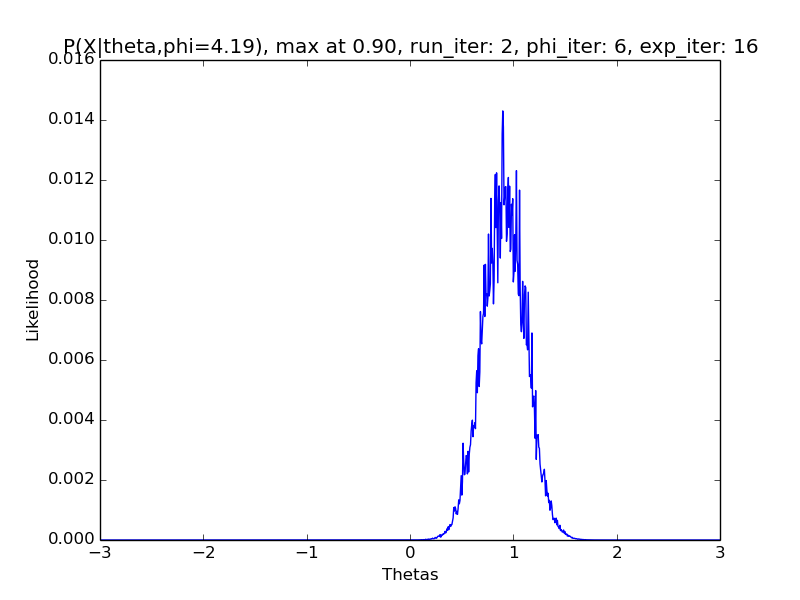 P(X|theta,phi=4.19), max at 0.90, run_iter: 2, phi_iter: 6, exp_iter: 16
0.016
0.014
0.012
0.010
0.008
0.006
0.004
0.002
0.000
Likelihood
−3 −2 −1 0 1 2 3
Thetas